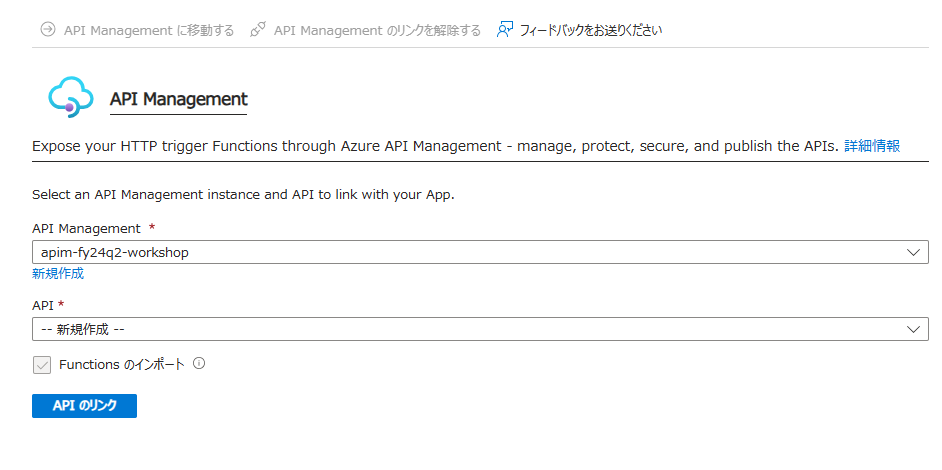 API Management に移動する API Management のリンクを解除する フィードバックをお送りください
API Management
Expose your HTTP trigger Functions through Azure API Management - manage, protect, secure, and publish the APIs. 詳細情報
Select an API Management instance and API to link with your App.
API Management *
apim-fy24q2-workshop
新規作成
API *
-- 新規作成 --
Functions のインポート
API のリンク